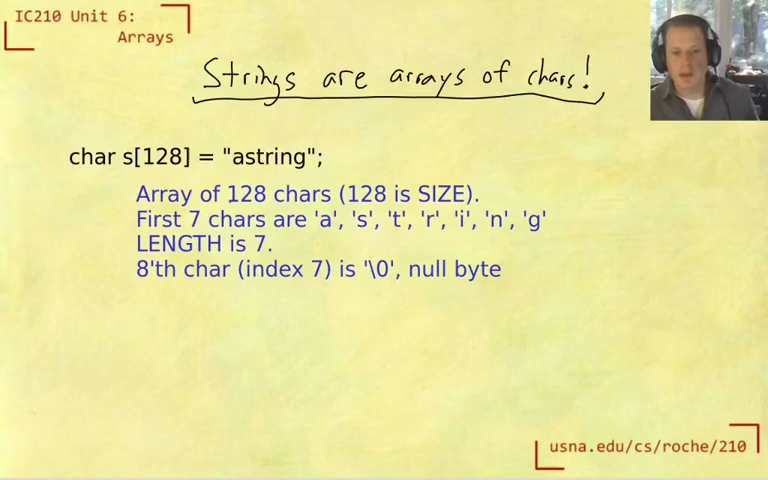 IC210 Unit 6:
Arrays
Strings are arrays of chars!
char s[128] = "astring";
Array of 128 chars (128 is SIZE).
First 7 chars are 'a', 's', 't', 'r', 'i', 'n', 'g'
LENGTH is 7.
8'th char (index 7) is '\0', null byte
usna.edu/cs/roche/210